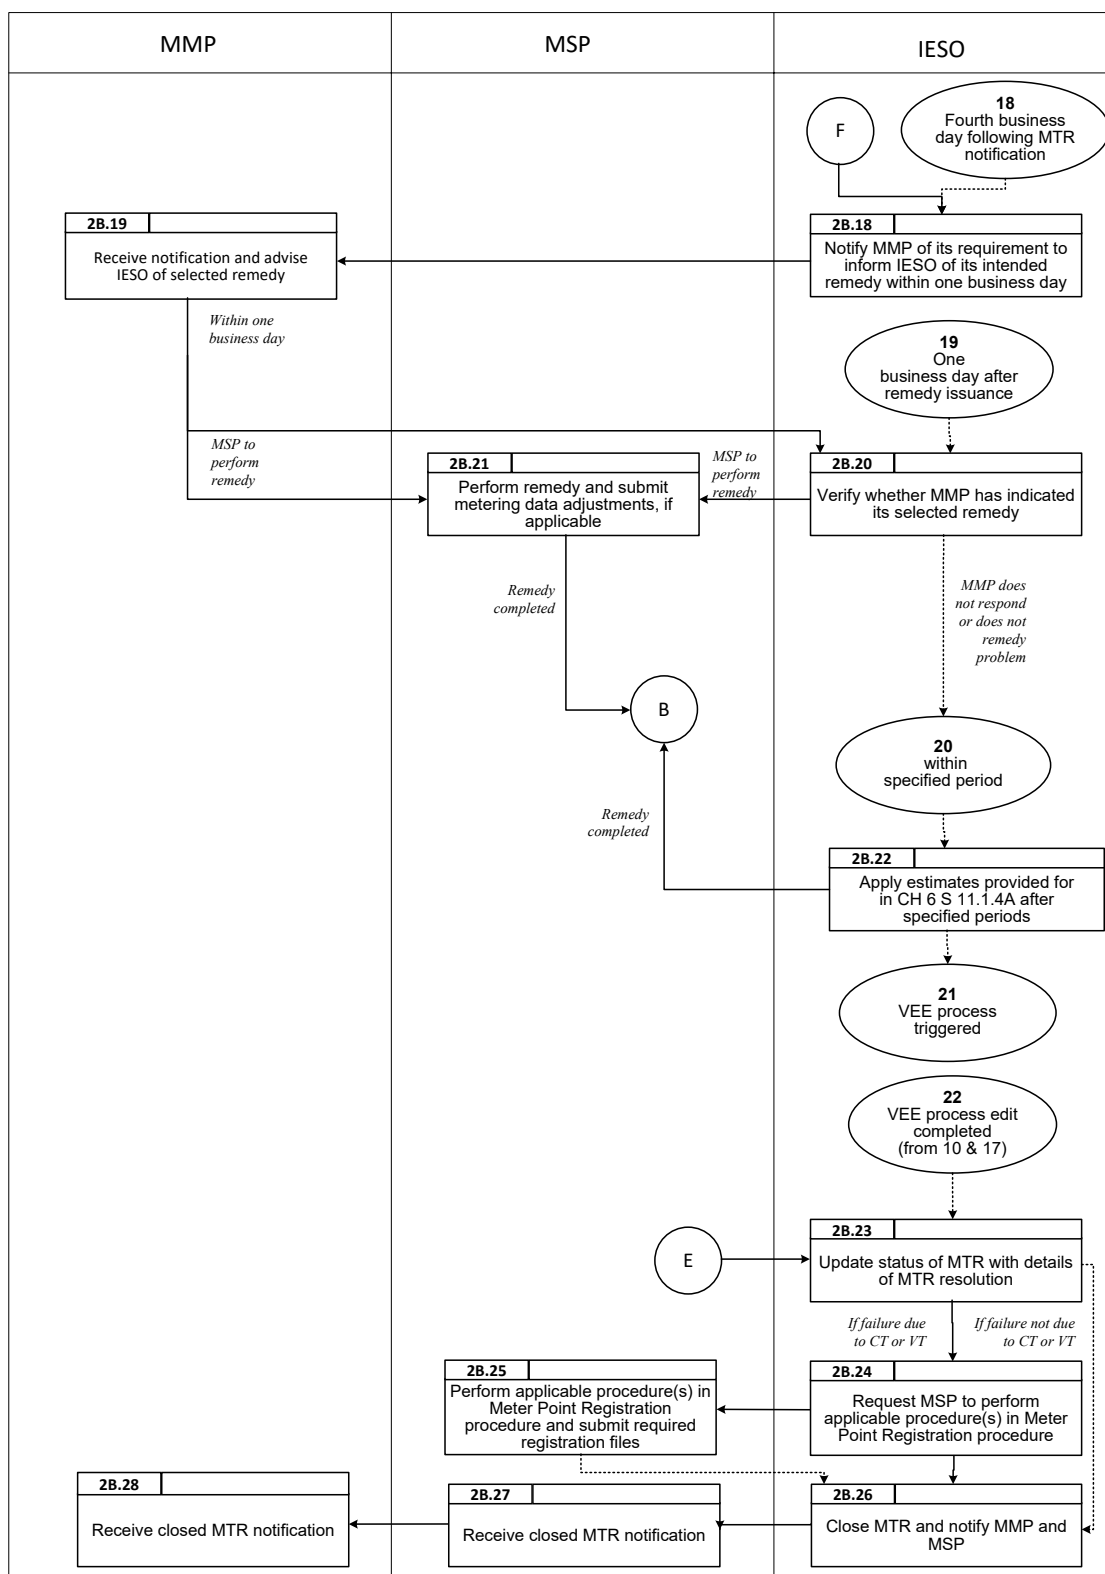 MMP
MSP
IESO
F
18
Fourth business
day following MTR
notification
2B.19
Receive notification and advise
IESO of selected remedy
2B.18
Notify MMP of its requirement to
inform IESO of its intended
remedy within one business day
Within one
business day
19
One
business day after
remedy issuance
MSP to
perform
remedy
2B.21
Perform remedy and submit
metering data adjustments, if
applicable
MSP to
perform
remedy
2B.20
Verify whether MMP has indicated
its selected remedy
Remedy
completed
MMP does
not respond
or does not
remedy
problem
B
20
within
specified period
Remedy
completed
2B.22
Apply estimates provided for
in CH 6 S 11.1.4A after
specified periods
21
VEE process
triggered
22
VEE process edit
completed
(from 10 & 17)
E
2B.23
Update status of MTR with details
of MTR resolution
If failure due
to CT or VT
If failure not due
to CT or VT
2B.25
Perform applicable procedure(s) in
Meter Point Registration
procedure and submit required
registration files
2B.24
Request MSP to perform
applicable procedure(s) in Meter
Point Registration procedure
2B.28
Receive closed MTR notification
2B.27
Receive closed MTR notification
2B.26
Close MTR and notify MMP and
MSP